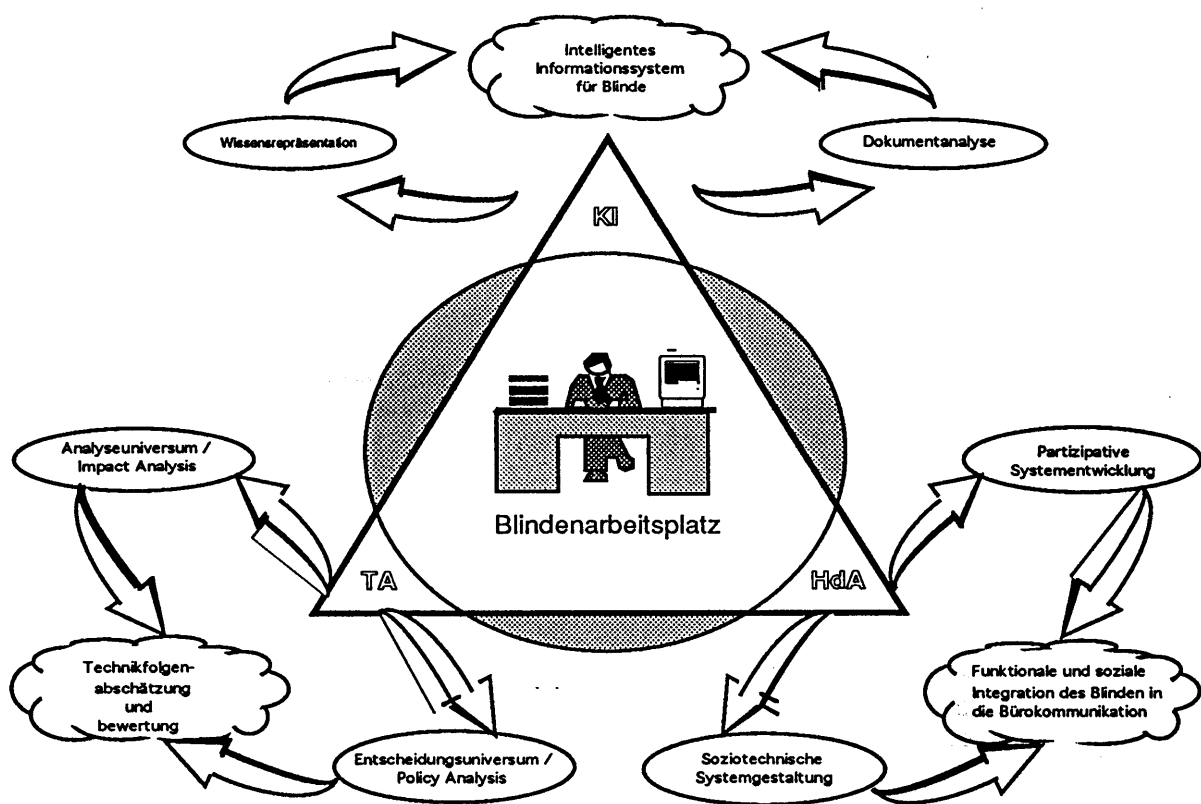 Intelligentes
Informationssystem
für Blinde
Wissensrepräsentation
Dokumentanalyse
KI
Analyseuniversum /
Impact Analysis
Partizipative
Systementwicklung
Blindenarbeitsplatz
TA
HdA
Technikfolgen-
abschätzung
und
bewertung
Funktionale und soziale
Integration des Blinden in
die Bürokommunikation
Entscheidungsuniversum /
Policy Analysis
Soziotechnische
Systemgestaltung